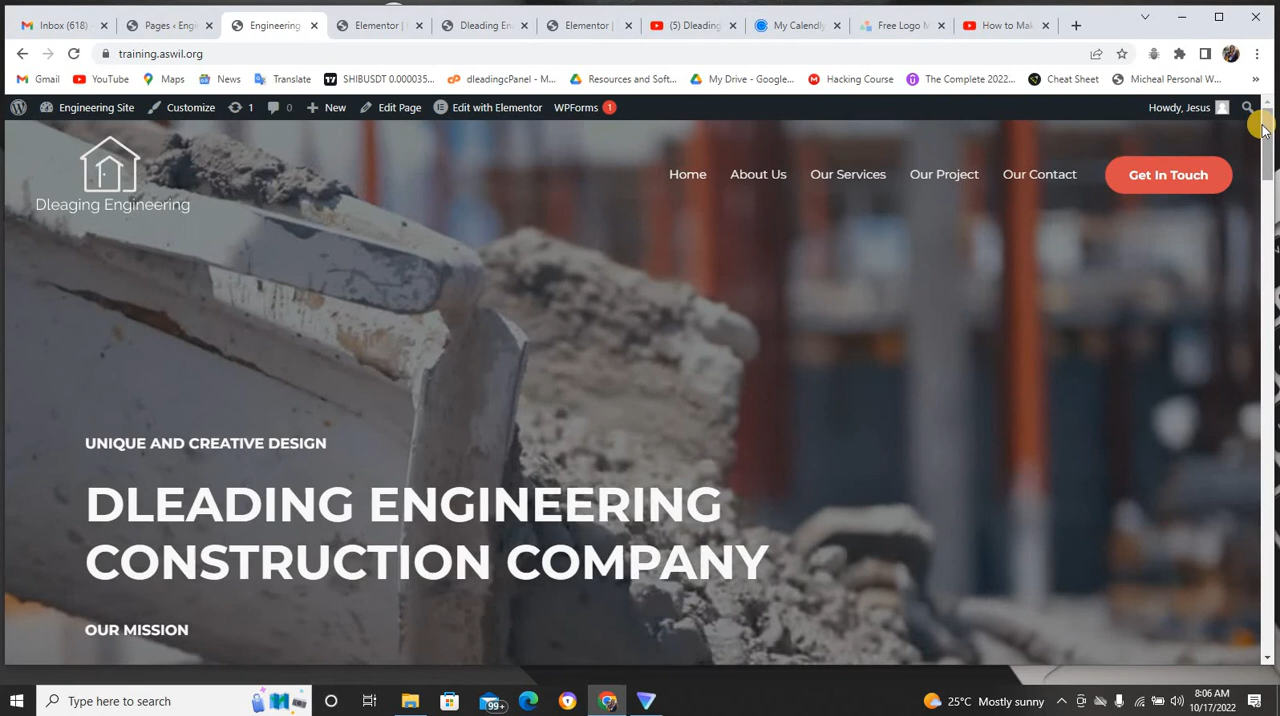 Inbox (618)
Pages ‹ Engi
Engineering
Elementor |
Dleading En
Elementor |
(5) Dleading
My Calendly
Free Logo M
How to Mak
training.aswil.org
Gmail
YouTube
Maps
News
Translate
SHIBUSDT 0.000035...
dleadingcPanel - M...
Resources and Soft...
My Drive - Google...
Hacking Course
The Complete 2022...
Cheat Sheet
Micheal Personal W...
»
Engineering Site
Customize
1
0
New
Edit Page
Edit with Elementor
WPForms 1
Howdy, Jesus
Dleaging Engineering
Home
About Us
Our Services
Our Project
Our Contact
Get In Touch
UNIQUE AND CREATIVE DESIGN
DLEADING ENGINEERING
CONSTRUCTION COMPANY
OUR MISSION
Type here to search
99+
25°C Mostly sunny
8:06 AM
10/17/2022